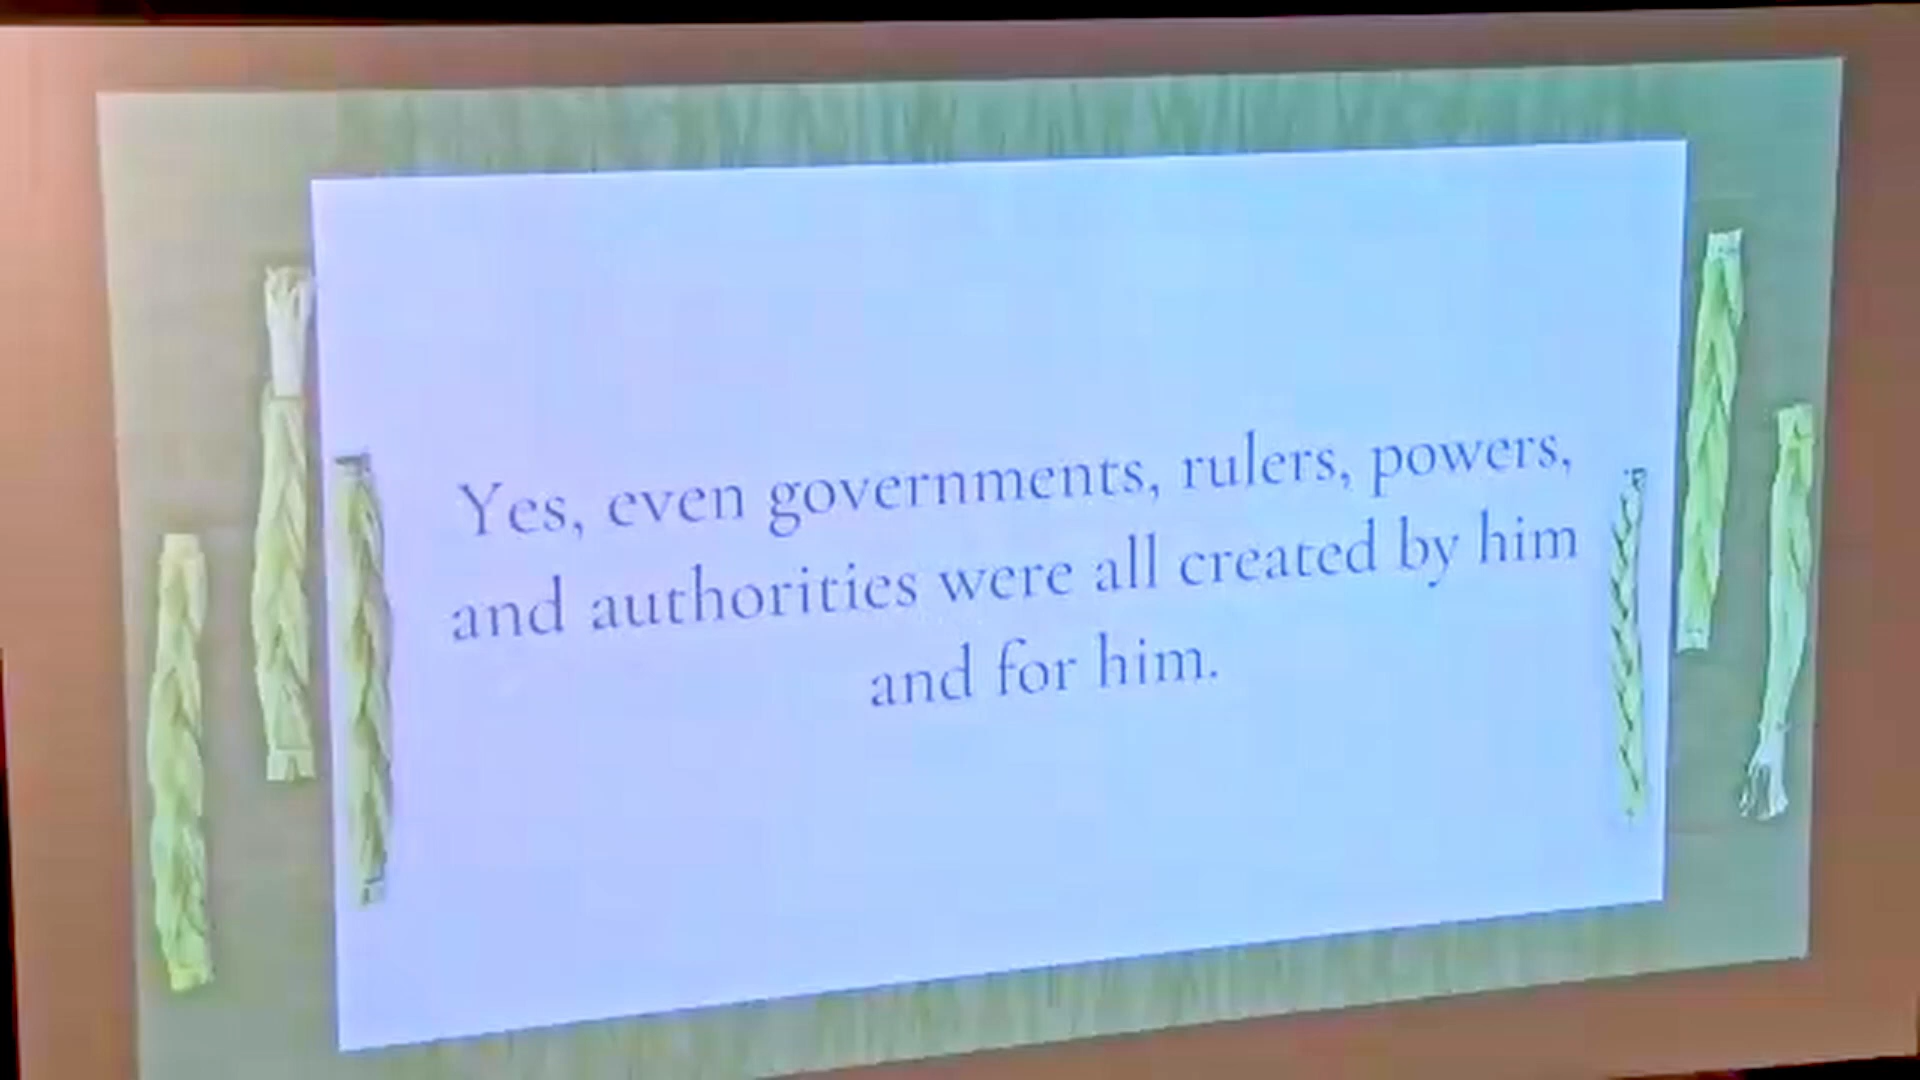 Yes, even governments, rulers, powers,
and authorities were all created by him
and for him.